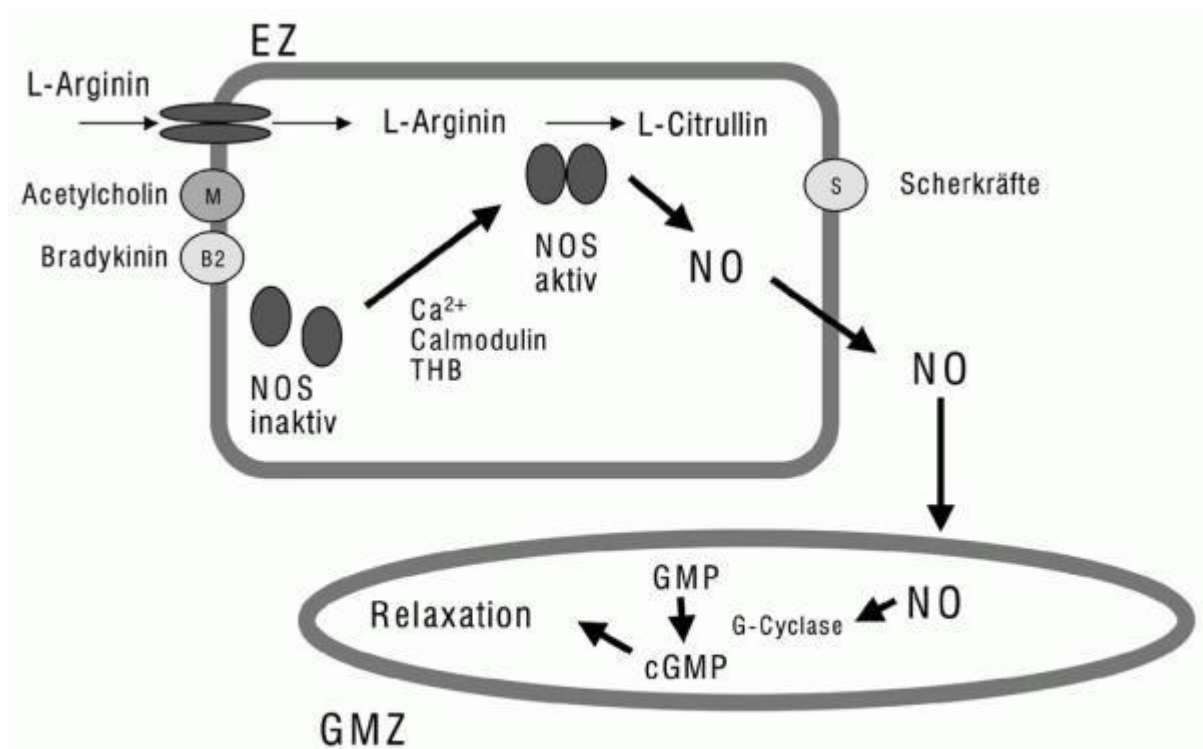 EZ
L-Arginin
L-Arginin
L-Citrullin
Acetylcholin
M
S
Scherkräfte
Bradykinin
B2
NOS
aktiv
NO
Ca²⁺
Calmodulin
THB
NOS
inaktiv
NO
GMP
Relaxation
G-Cyclase
NO
cGMP
GMZ